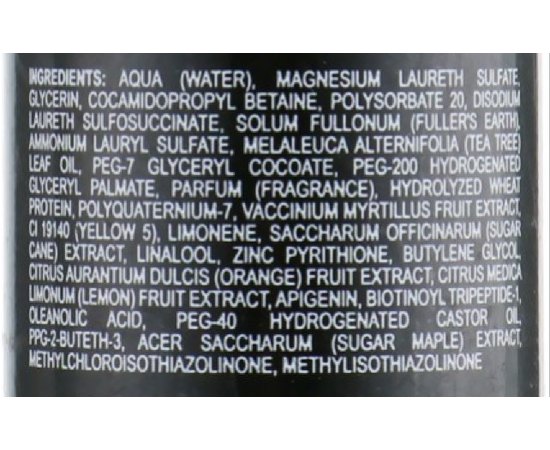 INGREDIENTS: AQUA (WATER), MAGNESIUM LAURETH SULFATE,
GLYCERIN, COCAMIDOPROPYL BETAINE, POLYSORBATE 20, DISODIUM
LAURETH SULFOSUCCINATE, SOLUM FULLONUM (FULLER'S EARTH),
AMMONIUM LAURYL SULFATE, MELALEUCA ALTERNIFOLIA (TEA TREE)
LEAF OIL, PEG-7 GLYCERYL COCOATE, PEG-200 HYDROGENATED
GLYCERYL PALMATE, PARFUM (FRAGRANCE), HYDROLYZED WHEAT
PROTEIN, POLYQUATERNIUM-7, VACCINIUM MYRTILLUS FRUIT EXTRACT,
CI 19140 (YELLOW 5), LIMONENE, SACCHARUM OFFICINARUM (SUGAR
CANE) EXTRACT, LINALOOL, ZINC PYRITHIONE, BUTYLENE GLYCOL,
CITRUS AURANTIUM DULCIS (ORANGE) FRUIT EXTRACT, CITRUS MEDICA
LIMONUM (LEMON) FRUIT EXTRACT, APIGENIN, BIOTINOYL TRIPEPTIDE-1,
OLEANOLIC ACID, PEG-40 HYDROGENATED CASTOR OIL,
PPG-2-BUTETH-3, ACER SACCHARUM (SUGAR MAPLE) EXTRACT,
METHYLCHLOROISOTHIAZOLINONE, METHYLISOTHIAZOLINONE